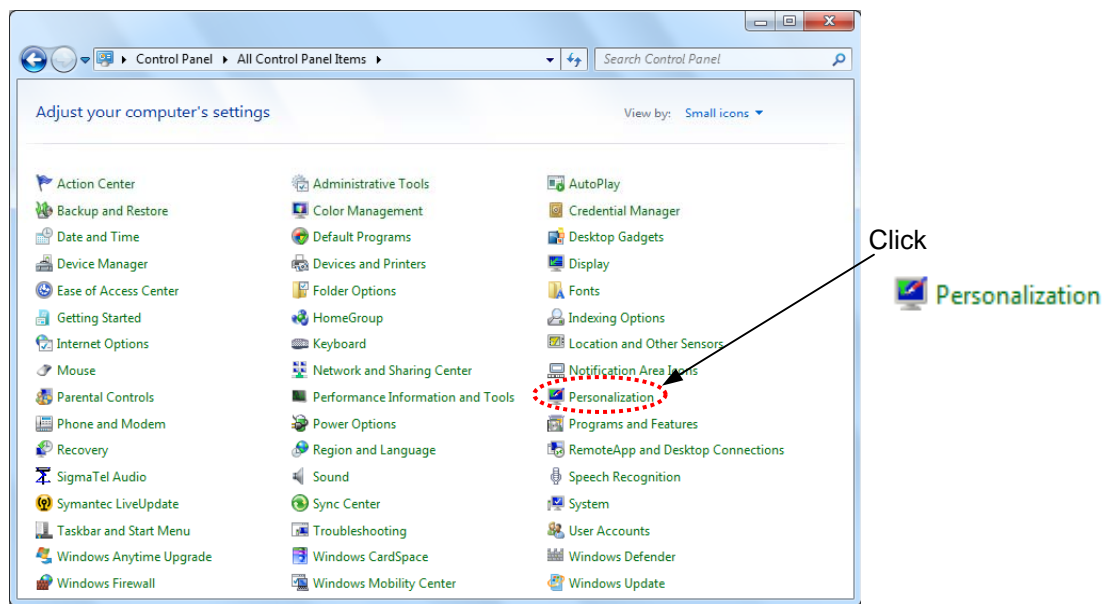 Control Panel All Control Panel Items Search Control Panel
Adjust your computer's settings
View by: Small icons
Action Center Administrative Tools AutoPlay
Backup and Restore Color Management Credential Manager
Date and Time Default Programs Desktop Gadgets
Device Manager Devices and Printers Display
Ease of Access Center Folder Options Fonts
Getting Started HomeGroup Indexing Options
Internet Options Keyboard Location and Other Sensors
Mouse Network and Sharing Center Notification Area Icons
Parental Controls Performance Information and Tools Personalization
Phone and Modem Power Options Programs and Features
Recovery Region and Language RemoteApp and Desktop Connections
SigmaTel Audio Sound Speech Recognition
Symantec LiveUpdate Sync Center System
Taskbar and Start Menu Troubleshooting User Accounts
Windows Anytime Upgrade Windows CardSpace Windows Defender
Windows Firewall Windows Mobility Center Windows Update
Click
Personalization